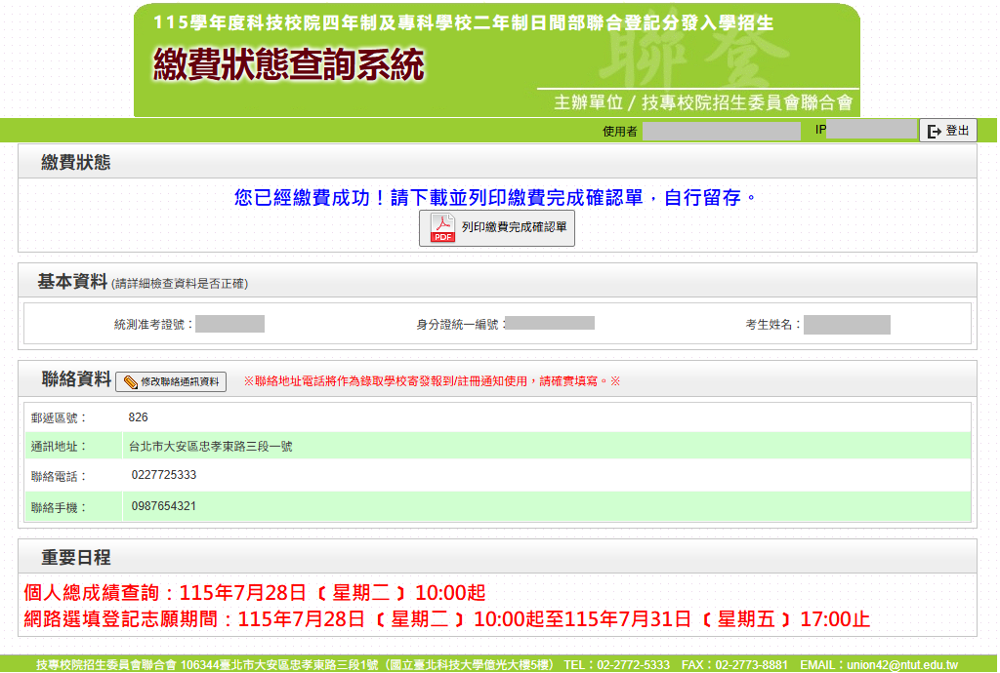 115學年度科技校院四年制及專科學校二年制日間部聯合登記分發入學招生
聯登
繳費狀態查詢系統
主辦單位 / 技專校院招生委員會聯合會
使用者 IP 登出
繳費狀態
您已經繳費成功！請下載並列印繳費完成確認單，自行留存。
PDF 列印繳費完成確認單
基本資料 (請詳細檢查資料是否正確)
統測准考證號： 身分證統一編號： 考生姓名：
聯絡資料 修改聯絡通訊資料 ※聯絡地址電話將作為錄取學校寄發報到/註冊通知使用，請確實填寫。※
郵遞區號： 826
通訊地址： 台北市大安區忠孝東路三段一號
聯絡電話： 0227725333
聯絡手機： 0987654321
重要日程
個人總成績查詢：115年7月28日﹝星期二﹞10:00起
網路選填登記志願期間：115年7月28日﹝星期二﹞10:00起至115年7月31日﹝星期五﹞17:00止
技專校院招生委員會聯合會 106344臺北市大安區忠孝東路三段1號（國立臺北科技大學億光大樓5樓） TEL：02-2772-5333 FAX：02-2773-8881 EMAIL：union42@ntut.edu.tw